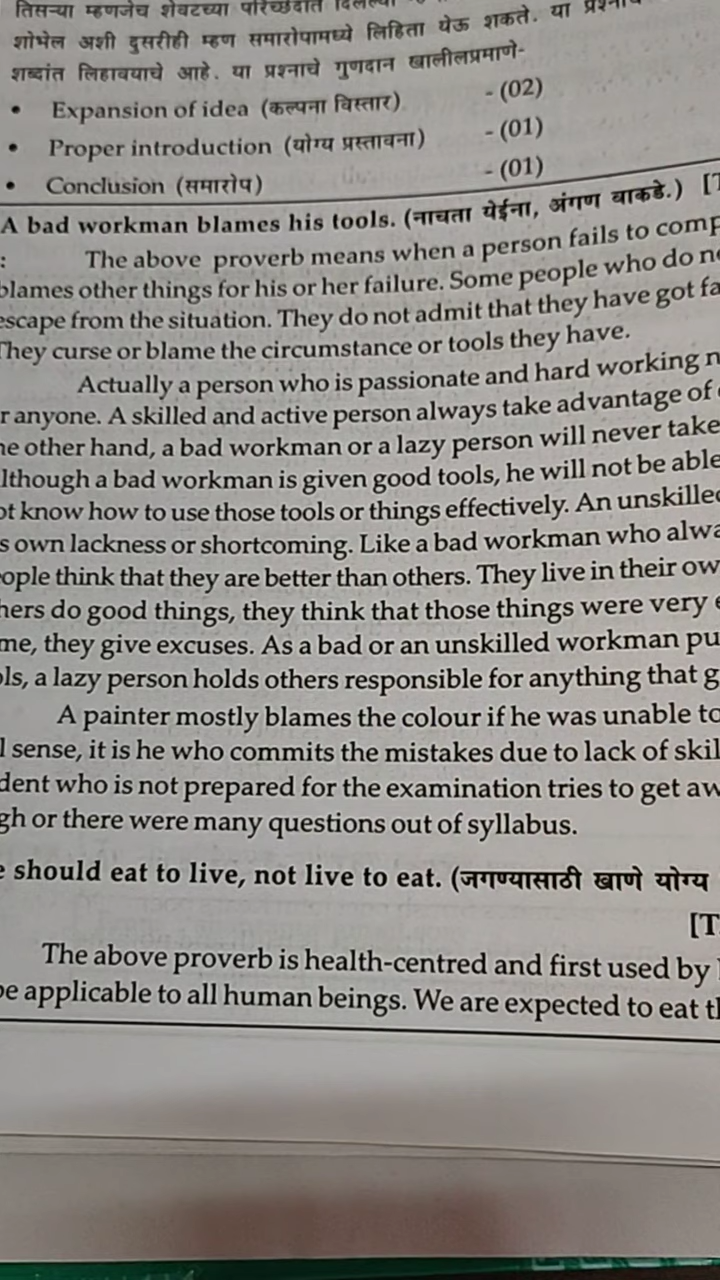 तिसऱ्या म्हणजेच शेवटच्या परिच्छेदात
शोभेल अशी दुसरीही म्हण समारोपामध्ये लिहिता येऊ शकते. या
शब्दांत लिहावयाचे आहे. या प्रश्नाचे गुणदान खालीलप्रमाणे-
• Expansion of idea (कल्पना विस्तार) - (02)
• Proper introduction (योग्य प्रस्तावना) - (01)
• Conclusion (समारोप) - (01)
A bad workman blames his tools. (नाचता येईना, अंगण वाकडे.) [T
: The above proverb means when a person fails to comp
blames other things for his or her failure. Some people who do n
escape from the situation. They do not admit that they have got fa
They curse or blame the circumstance or tools they have.
Actually a person who is passionate and hard working n
r anyone. A skilled and active person always take advantage of
he other hand, a bad workman or a lazy person will never take
lthough a bad workman is given good tools, he will not be able
ot know how to use those tools or things effectively. An unskilled
s own lackness or shortcoming. Like a bad workman who alwa
eople think that they are better than others. They live in their ow
hers do good things, they think that those things were very e
me, they give excuses. As a bad or an unskilled workman pu
ols, a lazy person holds others responsible for anything that g
A painter mostly blames the colour if he was unable to
l sense, it is he who commits the mistakes due to lack of skil
dent who is not prepared for the examination tries to get aw
gh or there were many questions out of syllabus.
e should eat to live, not live to eat. (जगण्यासाठी खाणे योग्य
[T
The above proverb is health-centred and first used by
be applicable to all human beings. We are expected to eat th